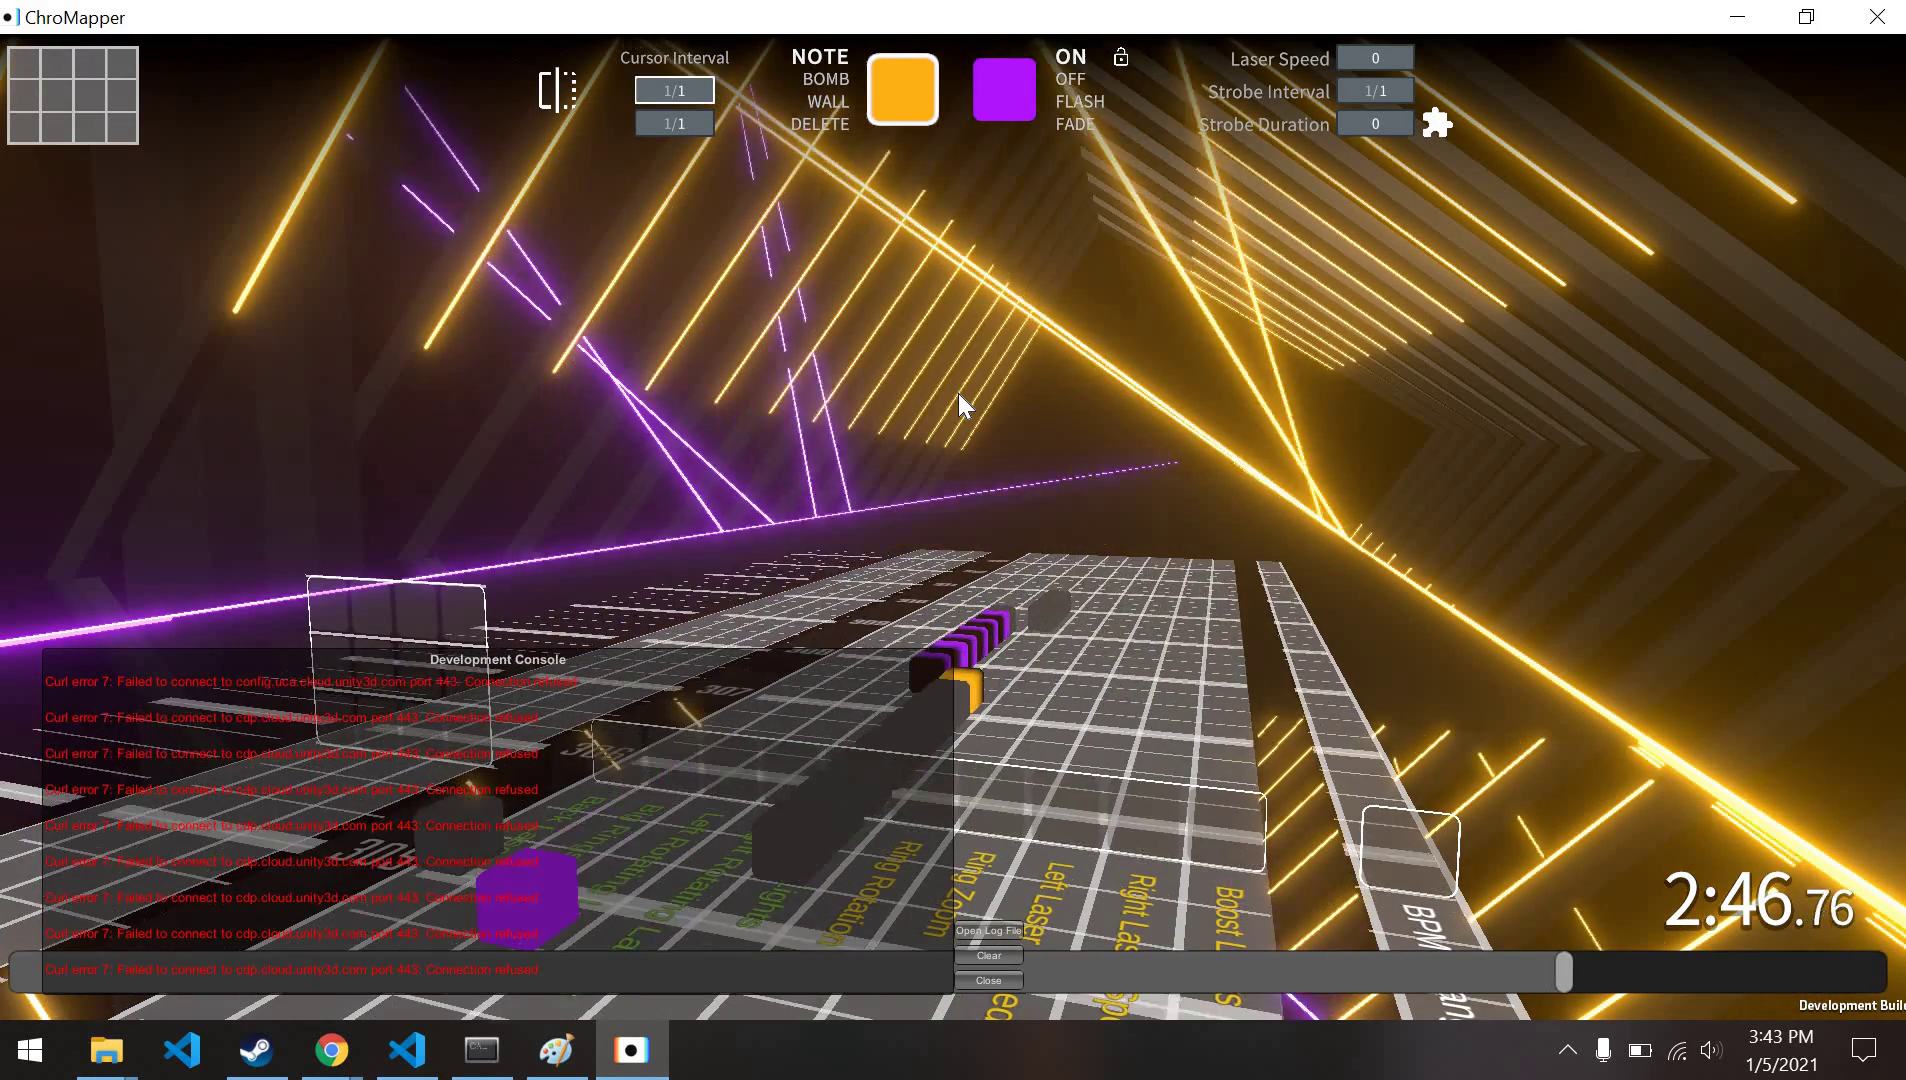 ChroMapper
Cursor Interval
1/1
1/1
NOTE
BOMB
WALL
DELETE
ON
OFF
FLASH
FADE
Laser Speed 0
Strobe Interval 1/1
Strobe Duration 0
Development Console
Curl error 7: Failed to connect to config.uca.cloud.unity3d.com port 443: Connection refused
Curl error 7: Failed to connect to cdp.cloud.unity3d.com port 443: Connection refused
Curl error 7: Failed to connect to cdp.cloud.unity3d.com port 443: Connection refused
Curl error 7: Failed to connect to cdp.cloud.unity3d.com port 443: Connection refused
Curl error 7: Failed to connect to cdp.cloud.unity3d.com port 443: Connection refused
Curl error 7: Failed to connect to cdp.cloud.unity3d.com port 443: Connection refused
Curl error 7: Failed to connect to cdp.cloud.unity3d.com port 443: Connection refused
Curl error 7: Failed to connect to cdp.cloud.unity3d.com port 443: Connection refused
Curl error 7: Failed to connect to cdp.cloud.unity3d.com port 443: Connection refused
307
Big Ring
Left Rotating
Ring Rotation
Ring Zoom
Left Laser
Right Las
Boost L
BPM
2:46.76
Open Log File
Clear
Close
Development Buil
3:43 PM
1/5/2021